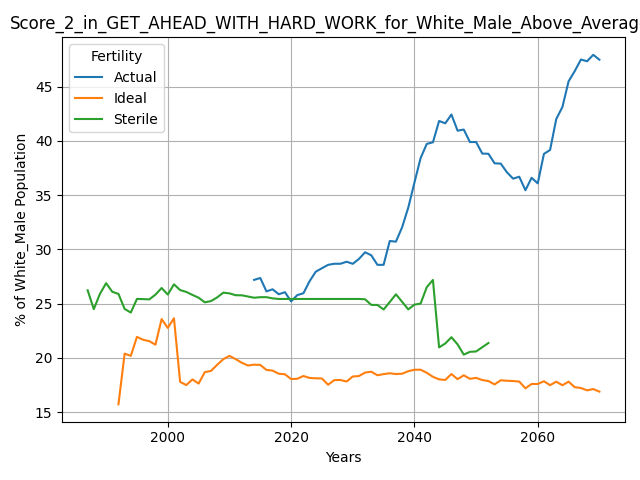 Score_2_in_GET_AHEAD_WITH_HARD_WORK_for_White_Male_Above_Averag
Fertility
Actual
Ideal
Sterile
% of White_Male Population
45
40
35
30
25
20
15
2000
2020
2040
2060
Years